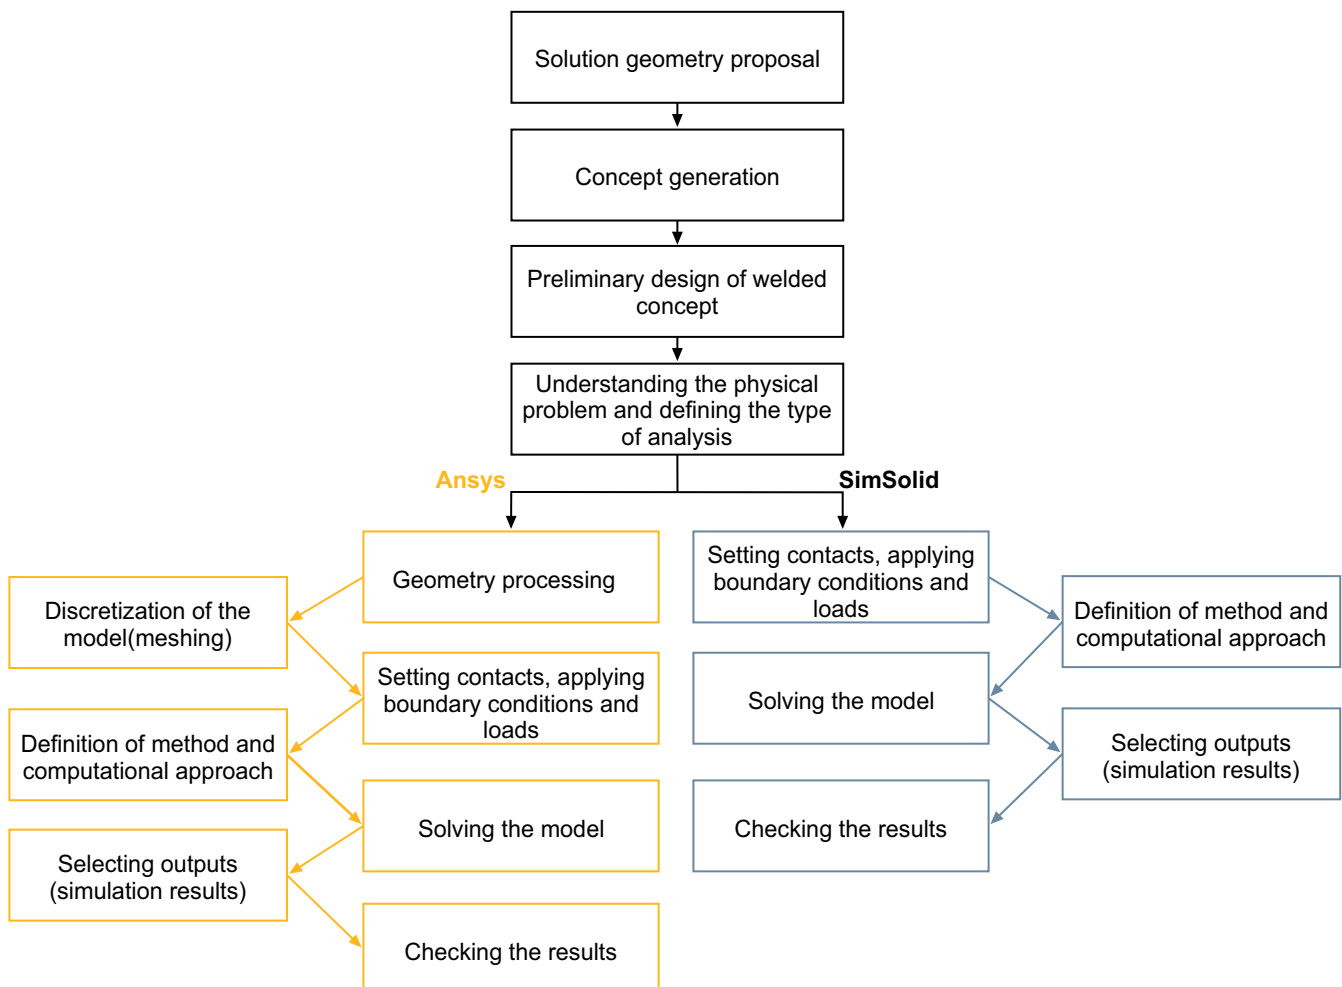 Solution geometry proposal
Concept generation
Preliminary design of welded
concept
Understanding the physical
problem and defining the type
of analysis
Ansys
SimSolid
Geometry processing
Discretization of the
model(meshing)
Setting contacts, applying
boundary conditions and
loads
Definition of method and
computational approach
Solving the model
Selecting outputs
(simulation results)
Checking the results
Setting contacts, applying
boundary conditions and
loads
Definition of method and
computational approach
Solving the model
Selecting outputs
(simulation results)
Checking the results